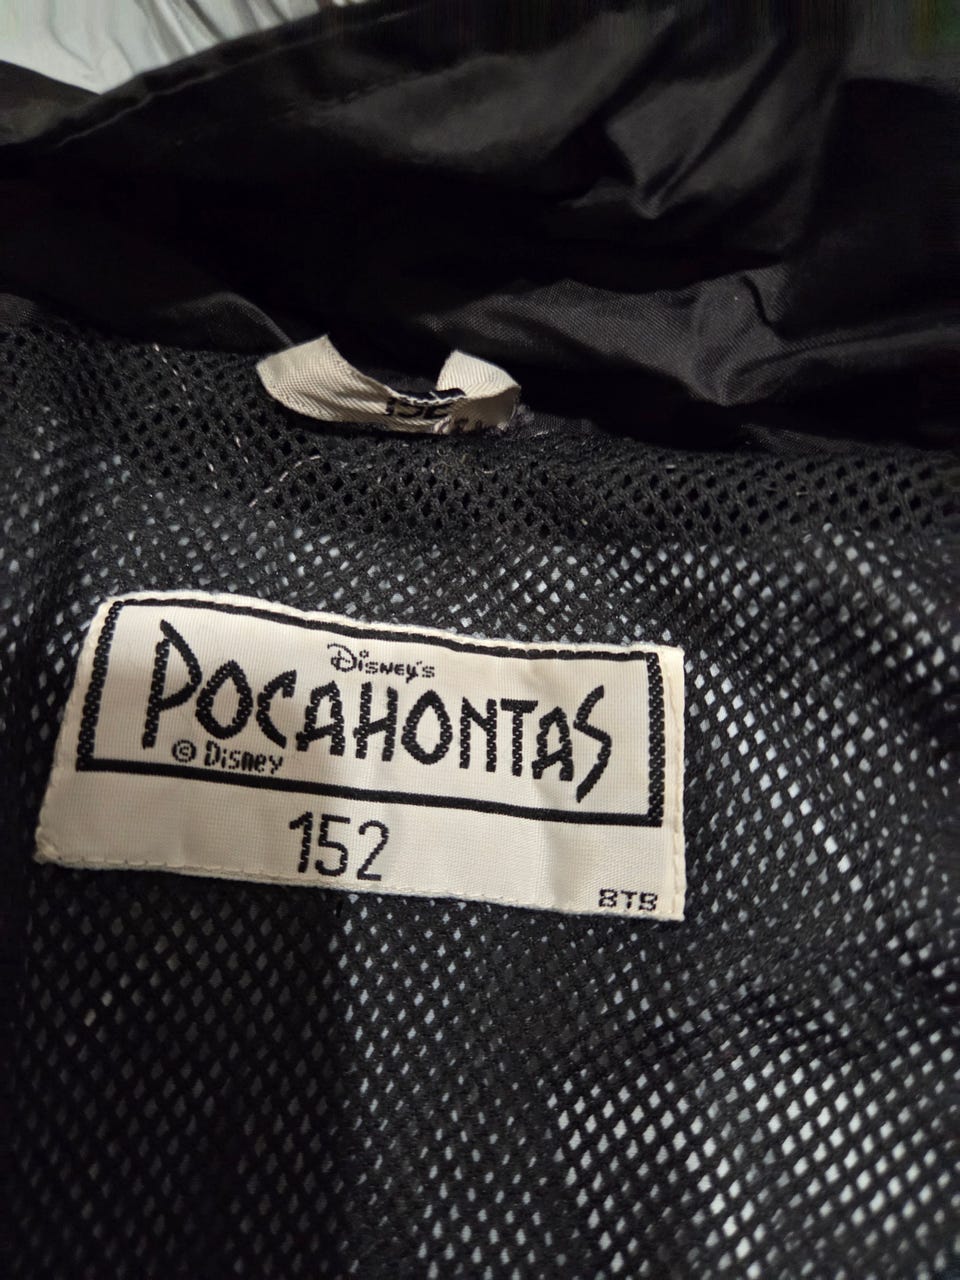 Disney's
POCAHONTAS
© Disney
152
BTB